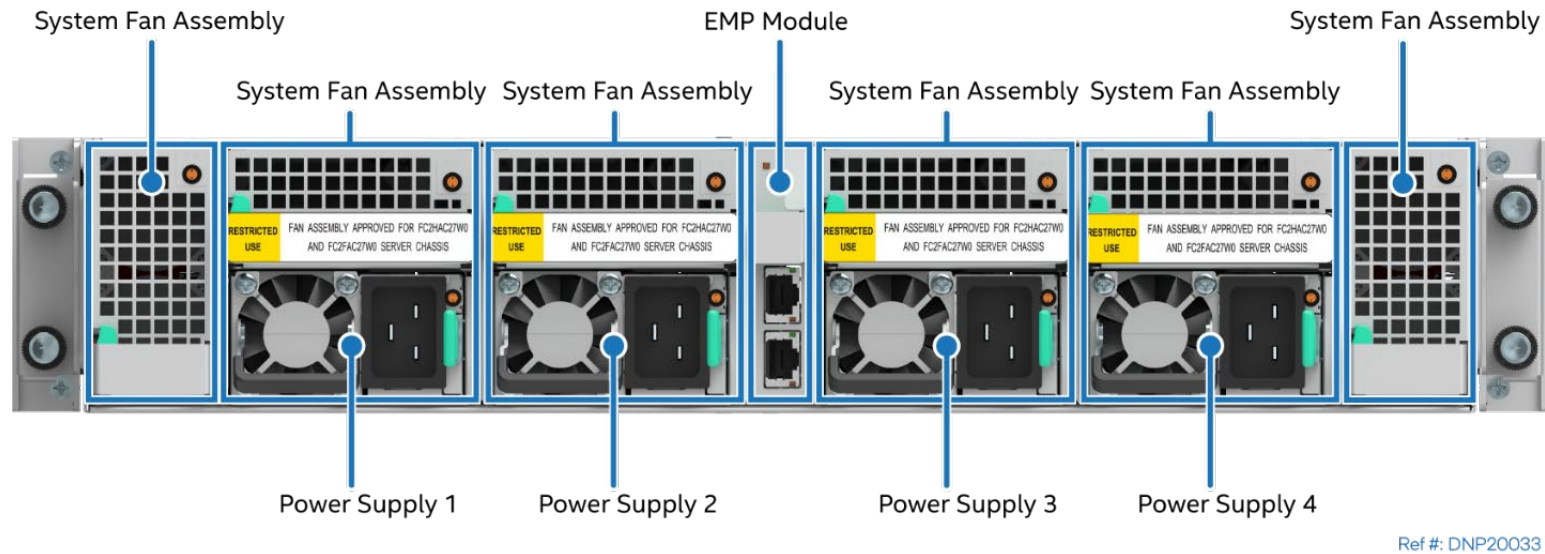 System Fan Assembly
EMP Module
System Fan Assembly
System Fan Assembly
System Fan Assembly
System Fan Assembly
System Fan Assembly
RESTRICTED
USE
FAN ASSEMBLY APPROVED FOR FC2HAC27W0
AND FC2FAC27W0 SERVER CHASSIS
RESTRICTED
USE
FAN ASSEMBLY APPROVED FOR FC2HAC27W0
AND FC2FAC27W0 SERVER CHASSIS
RESTRICTED
USE
FAN ASSEMBLY APPROVED FOR FC2HAC27W0
AND FC2FAC27W0 SERVER CHASSIS
RESTRICTED
USE
FAN ASSEMBLY APPROVED FOR FC2HAC27W0
AND FC2FAC27W0 SERVER CHASSIS
Power Supply 1
Power Supply 2
Power Supply 3
Power Supply 4
Ref #: DNP20033